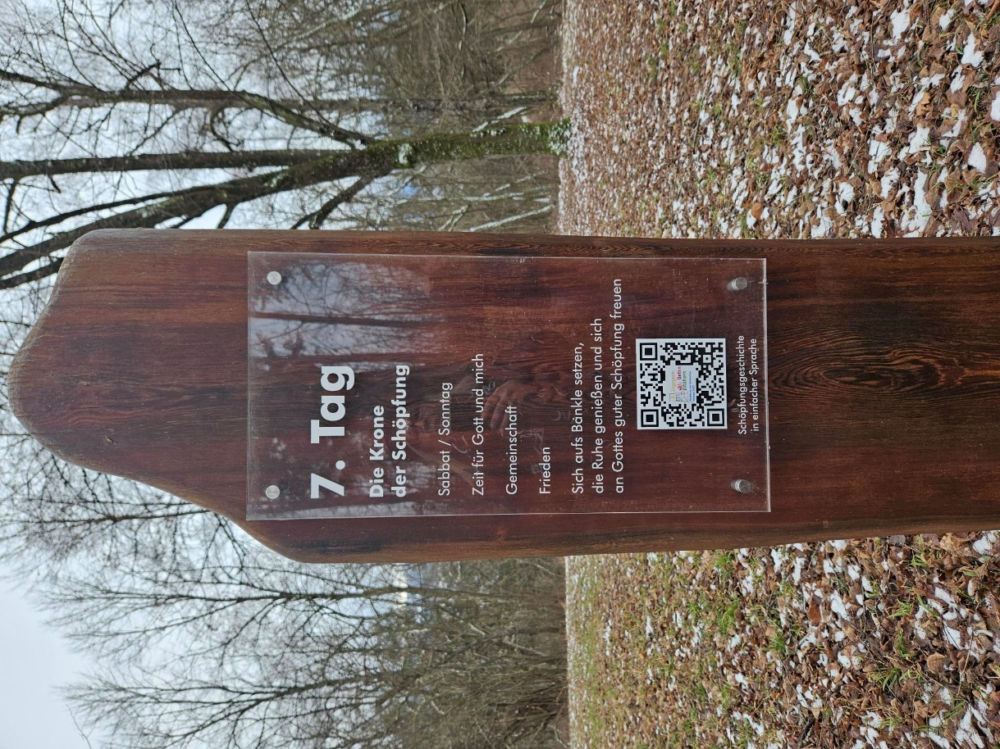 7. Tag
Die Krone
der Schöpfung
Sabbat / Sonntag
Zeit für Gott und mich
Gemeinschaft
Frieden
Sich aufs Bänkle setzen,
die Ruhe genießen und sich
an Gottes guter Schöpfung freuen
Schöpfungsgeschichte
in einfacher Sprache